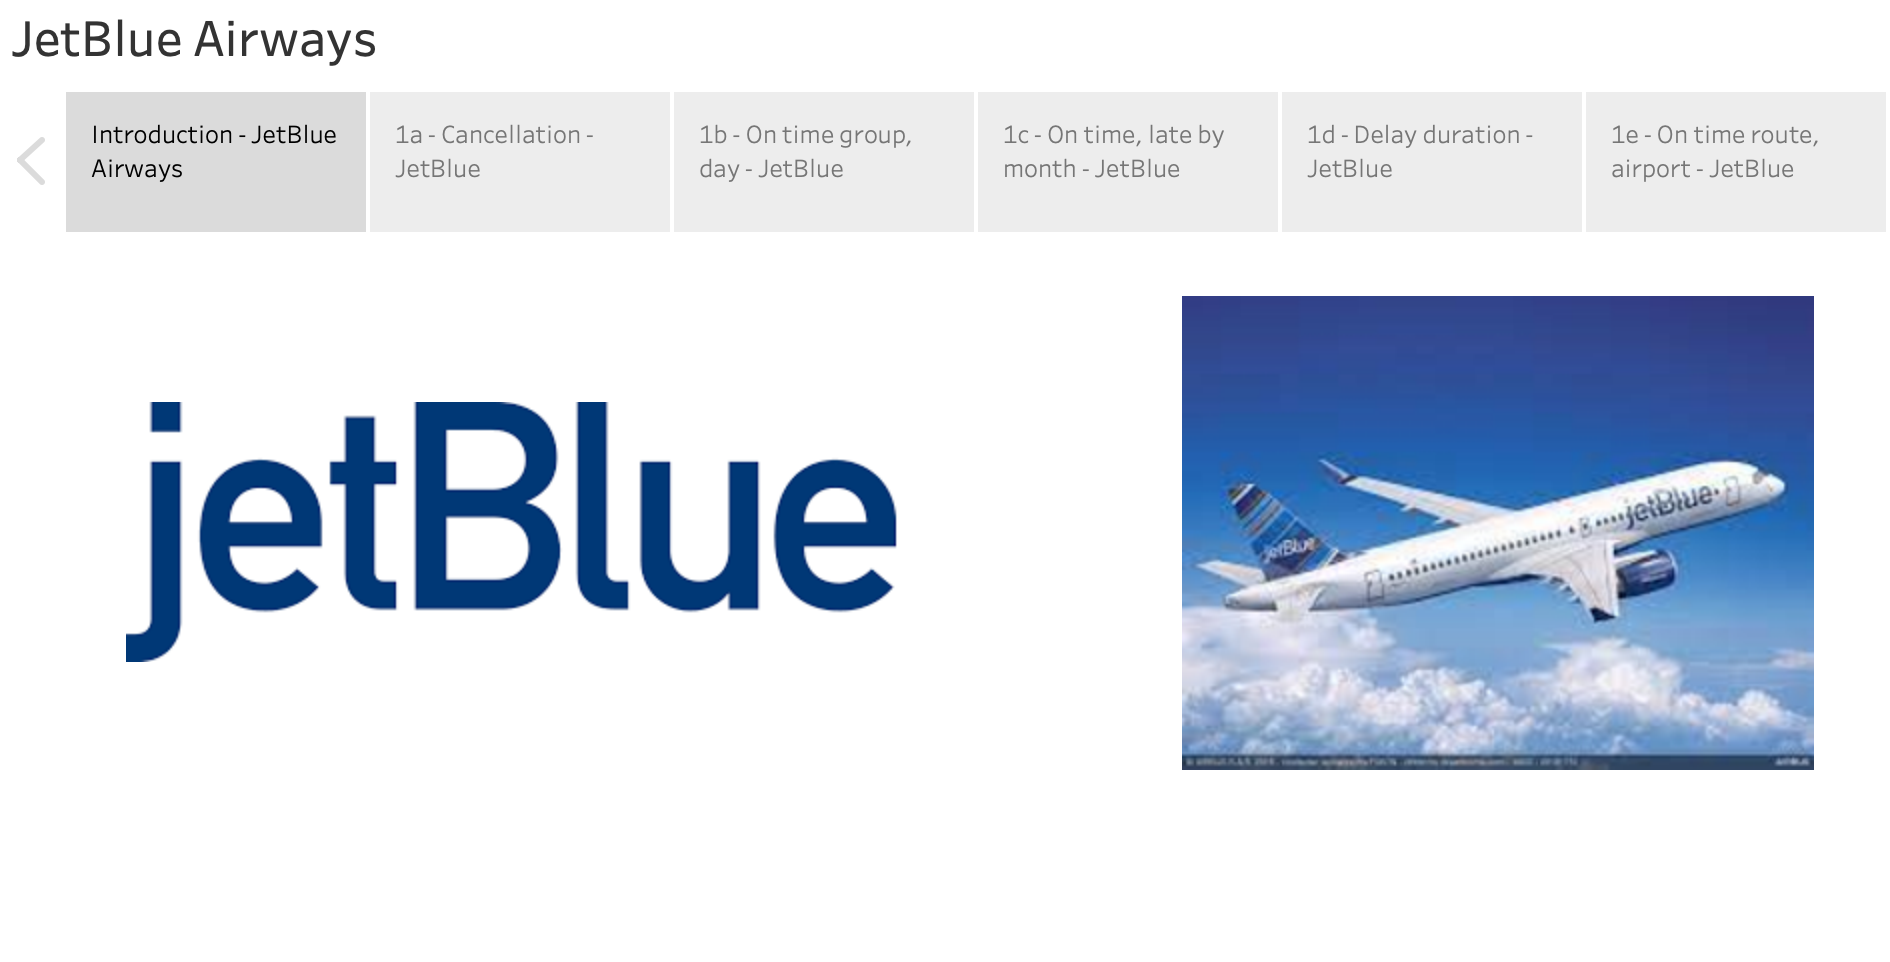 JetBlue Airways
Introduction - JetBlue
Airways
1a - Cancellation -
JetBlue
1b - On time group,
day - JetBlue
1c - On time, late by
month - JetBlue
1d - Delay duration -
JetBlue
1e - On time route,
airport - JetBlue
jetBlue
jetBlue
jetBlue
AIRBUS